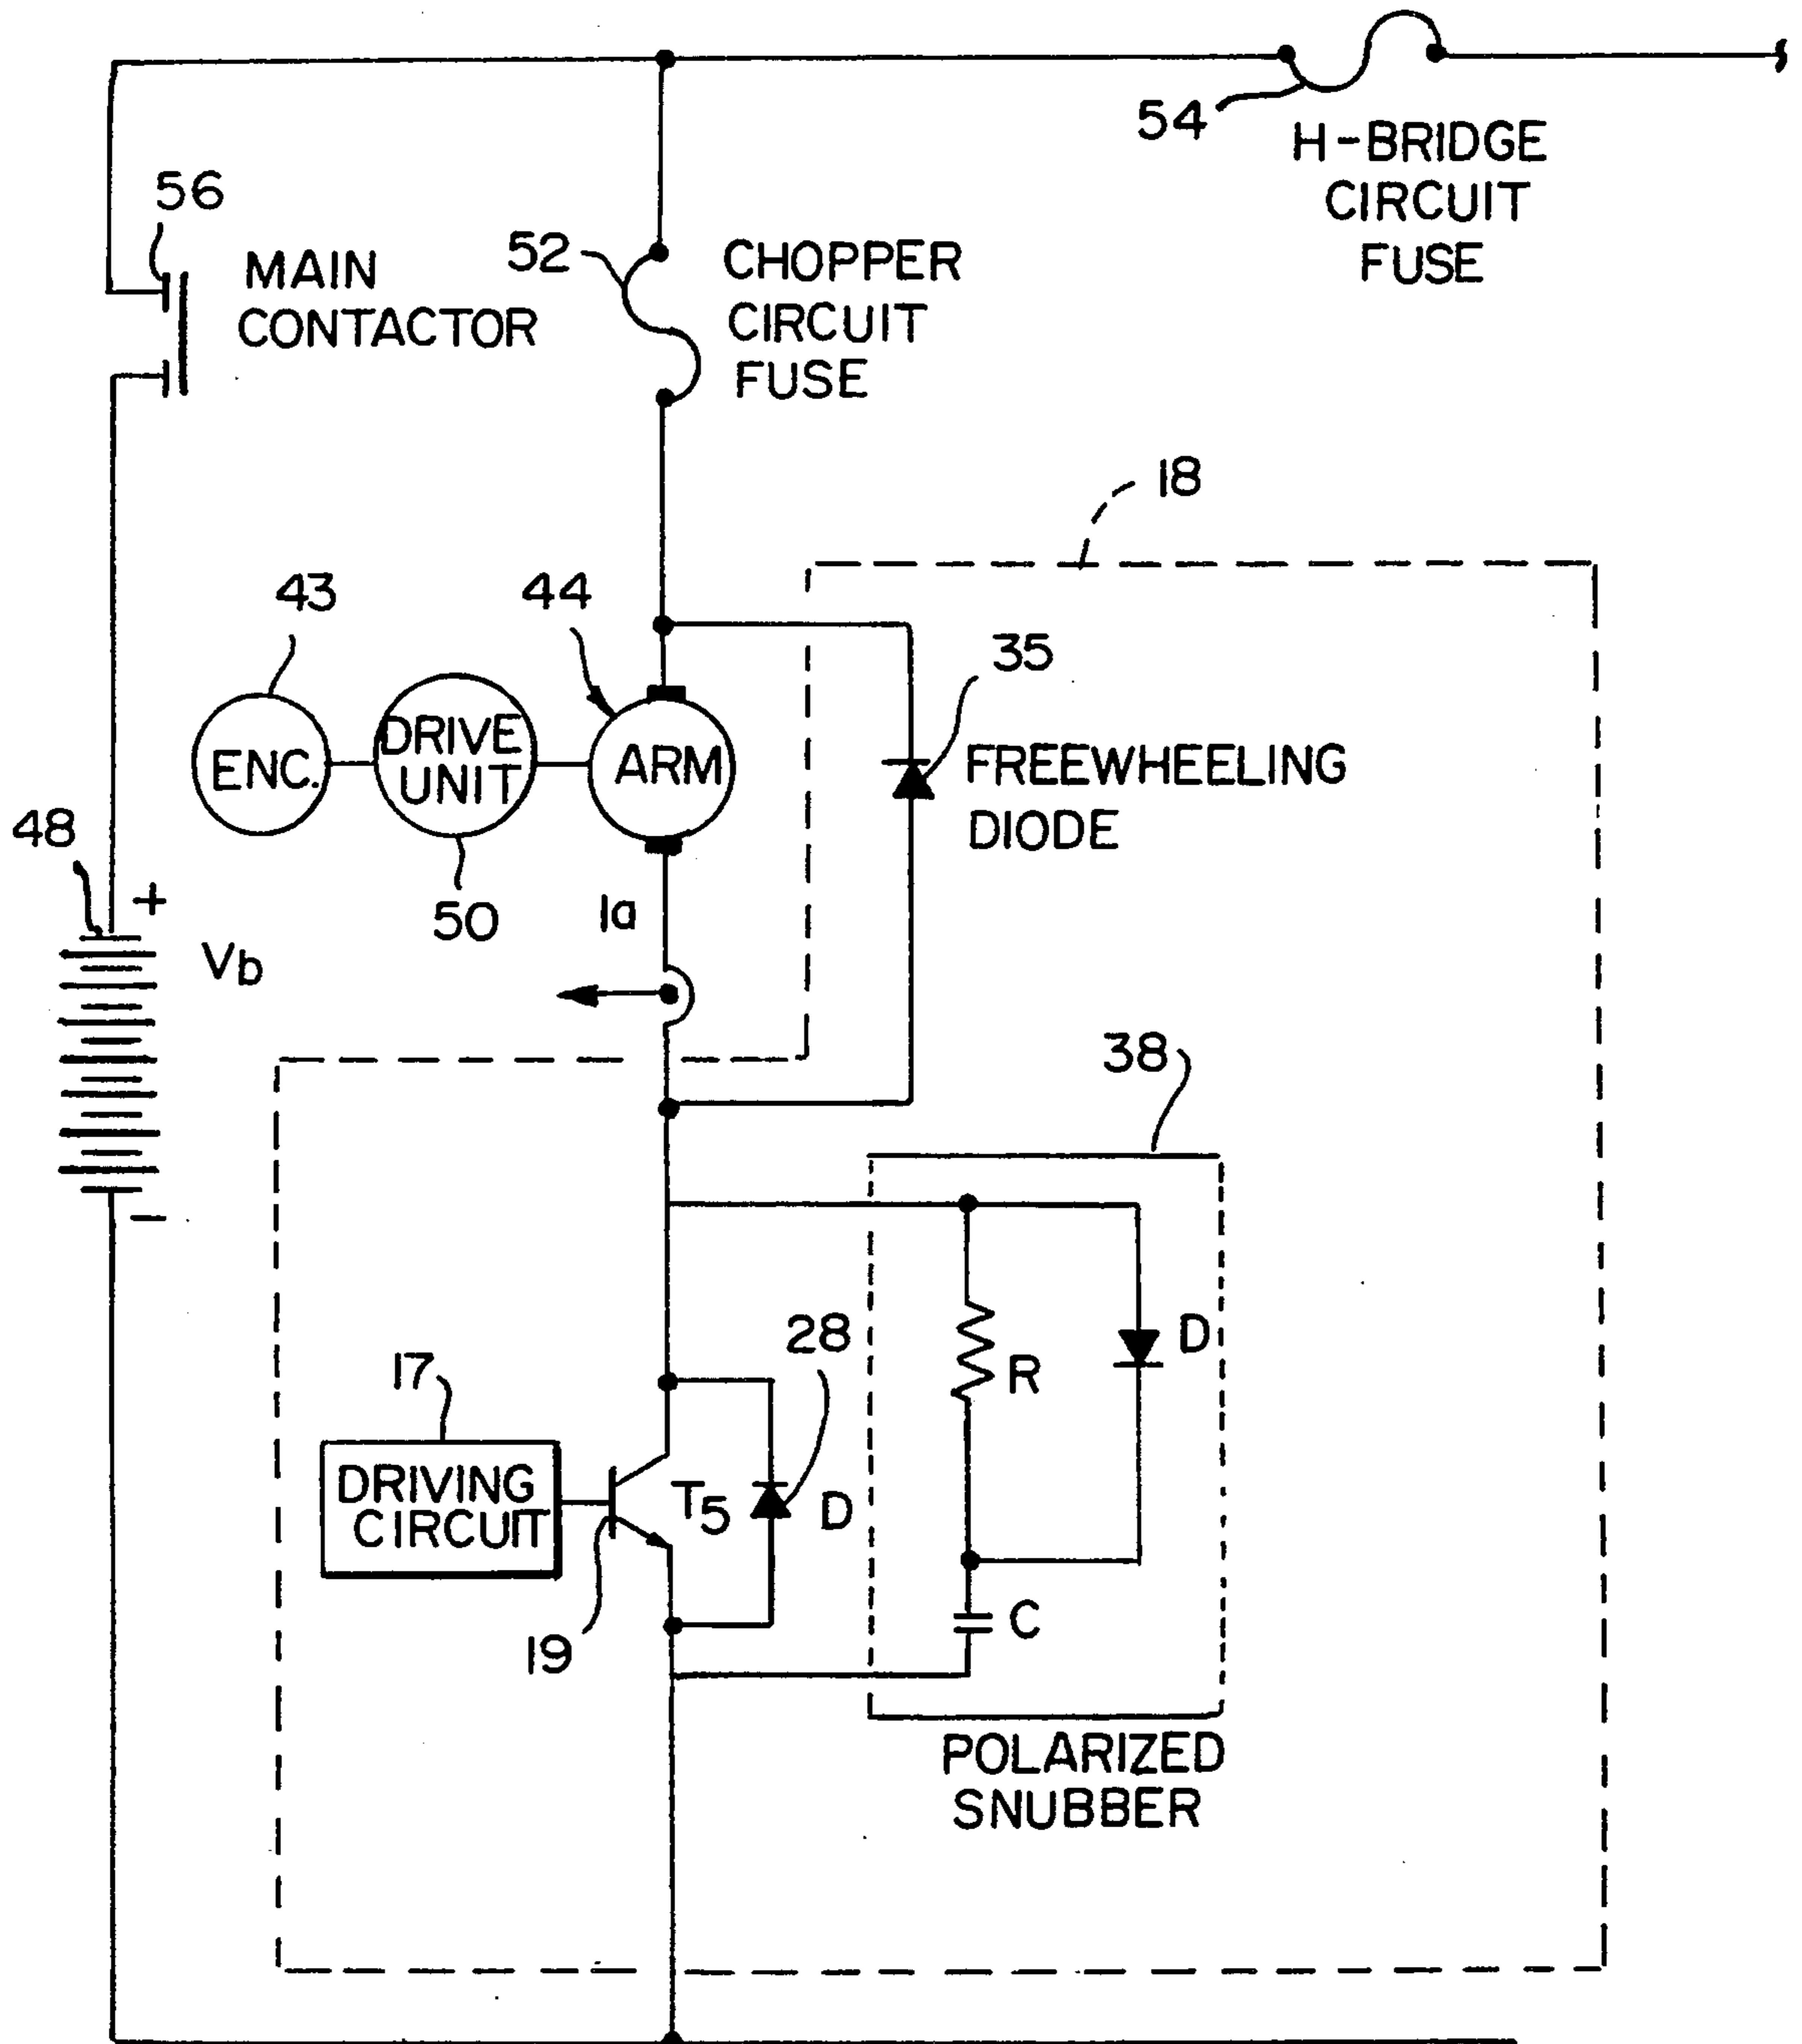 54
H-BRIDGE
CIRCUIT
FUSE
56
MAIN
CONTACTOR
52
CHOPPER
CIRCUIT
FUSE
18
43
44
35
ENC.
DRIVE
UNIT
ARM
FREEWHEELING
DIODE
48
+
Vb
50
Ia
−
38
28
R
D
17
DRIVING
CIRCUIT
T5
D
19
C
POLARIZED
SNUBBER